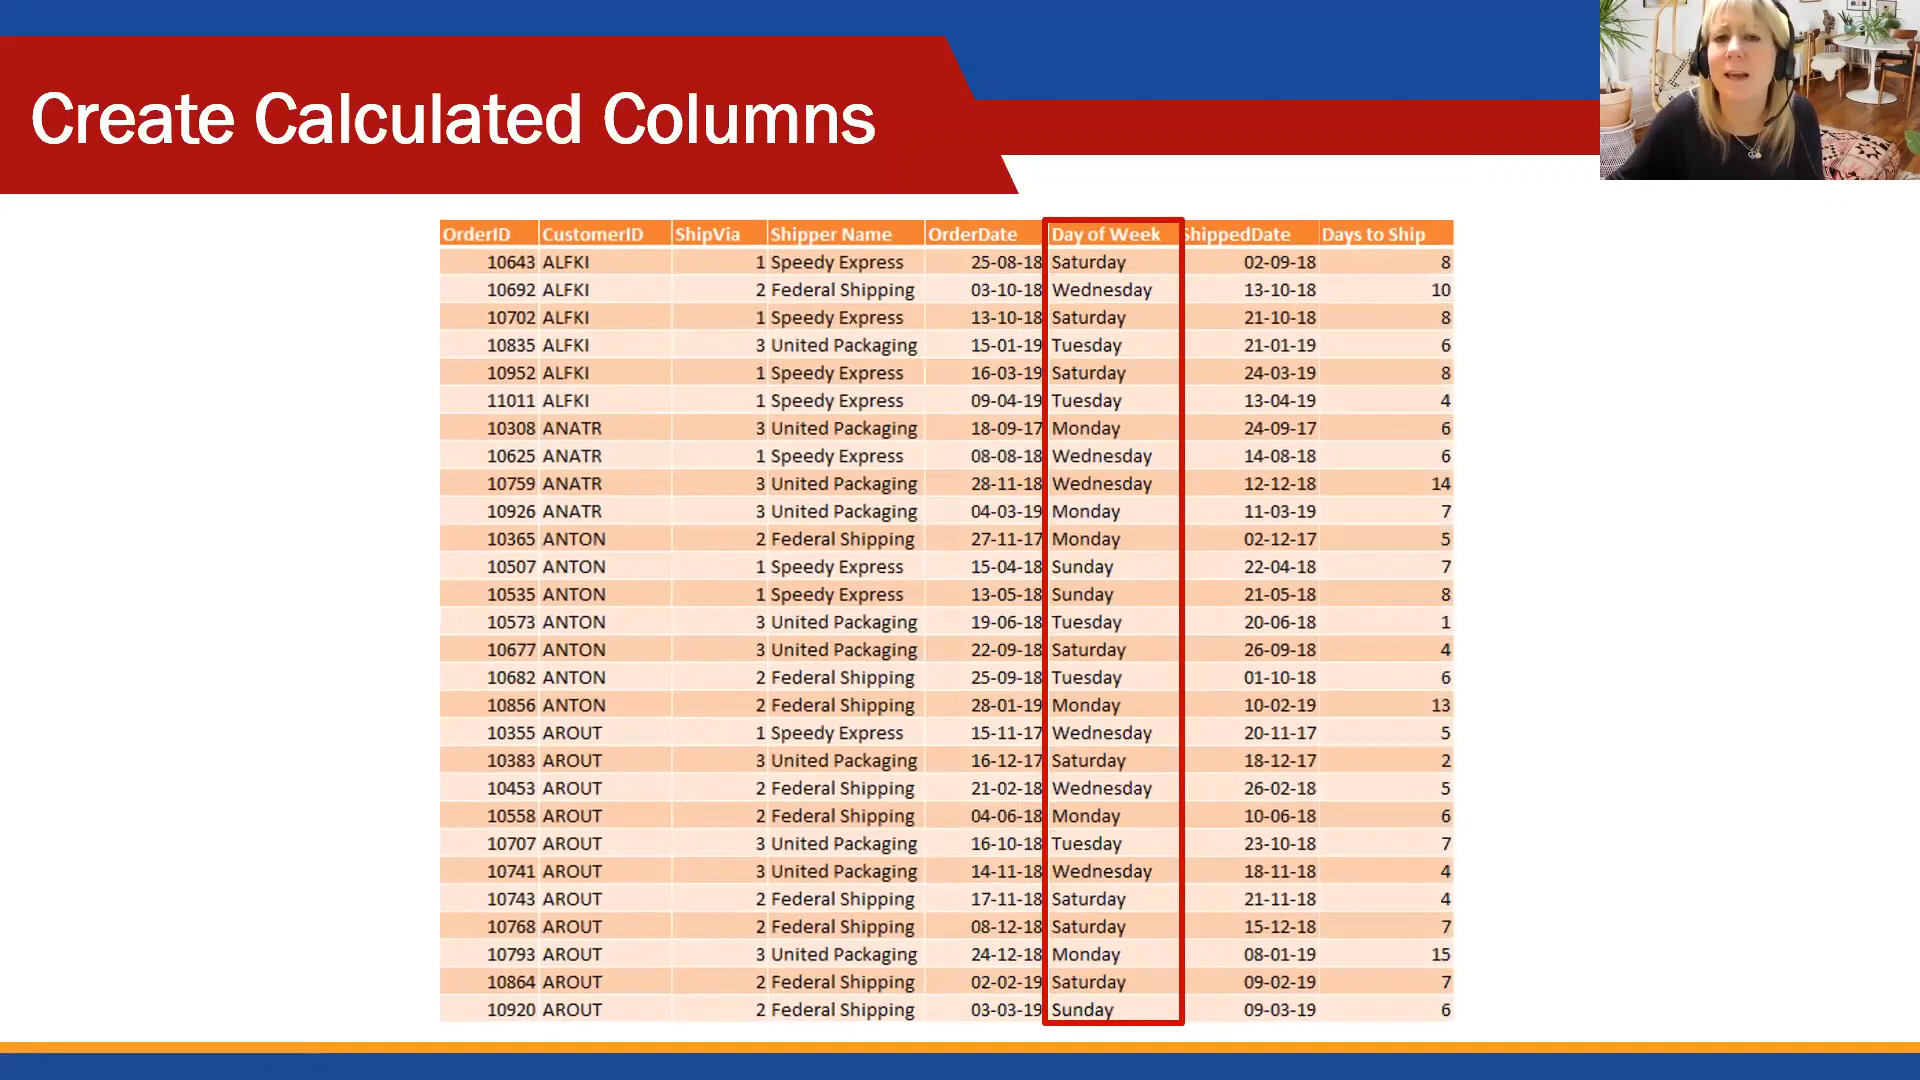 Create Calculated Columns
OrderID CustomerID ShipVia Shipper Name OrderDate Day of Week ShippedDate Days to Ship
10643 ALFKI 1 Speedy Express 25-08-18 Saturday 02-09-18 8
10692 ALFKI 2 Federal Shipping 03-10-18 Wednesday 13-10-18 10
10702 ALFKI 1 Speedy Express 13-10-18 Saturday 21-10-18 8
10835 ALFKI 3 United Packaging 15-01-19 Tuesday 21-01-19 6
10952 ALFKI 1 Speedy Express 16-03-19 Saturday 24-03-19 8
11011 ALFKI 1 Speedy Express 09-04-19 Tuesday 13-04-19 4
10308 ANATR 3 United Packaging 18-09-17 Monday 24-09-17 6
10625 ANATR 1 Speedy Express 08-08-18 Wednesday 14-08-18 6
10759 ANATR 3 United Packaging 28-11-18 Wednesday 12-12-18 14
10926 ANATR 3 United Packaging 04-03-19 Monday 11-03-19 7
10365 ANTON 2 Federal Shipping 27-11-17 Monday 02-12-17 5
10507 ANTON 1 Speedy Express 15-04-18 Sunday 22-04-18 7
10535 ANTON 1 Speedy Express 13-05-18 Sunday 21-05-18 8
10573 ANTON 3 United Packaging 19-06-18 Tuesday 20-06-18 1
10677 ANTON 3 United Packaging 22-09-18 Saturday 26-09-18 4
10682 ANTON 2 Federal Shipping 25-09-18 Tuesday 01-10-18 6
10856 ANTON 2 Federal Shipping 28-01-19 Monday 10-02-19 13
10355 AROUT 1 Speedy Express 15-11-17 Wednesday 20-11-17 5
10383 AROUT 3 United Packaging 16-12-17 Saturday 18-12-17 2
10453 AROUT 2 Federal Shipping 21-02-18 Wednesday 26-02-18 5
10558 AROUT 2 Federal Shipping 04-06-18 Monday 10-06-18 6
10707 AROUT 3 United Packaging 16-10-18 Tuesday 23-10-18 7
10741 AROUT 3 United Packaging 14-11-18 Wednesday 18-11-18 4
10743 AROUT 2 Federal Shipping 17-11-18 Saturday 21-11-18 4
10768 AROUT 2 Federal Shipping 08-12-18 Saturday 15-12-18 7
10793 AROUT 3 United Packaging 24-12-18 Monday 08-01-19 15
10864 AROUT 2 Federal Shipping 02-02-19 Saturday 09-02-19 7
10920 AROUT 2 Federal Shipping 03-03-19 Sunday 09-03-19 6